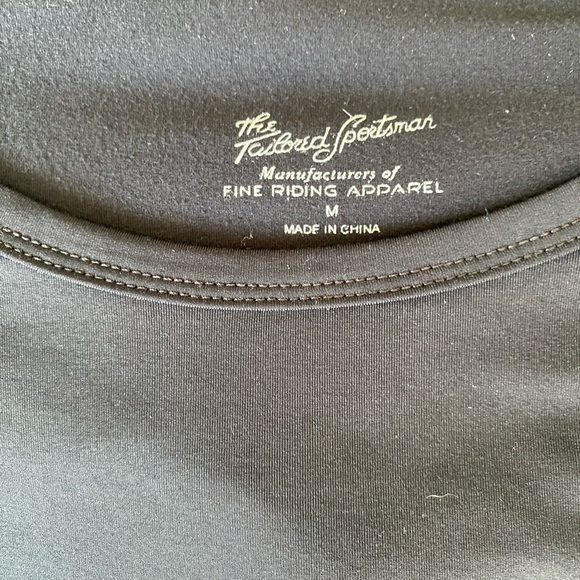 The
Tailored Sportsman
Manufacturers of
FINE RIDING APPAREL
M
MADE IN CHINA